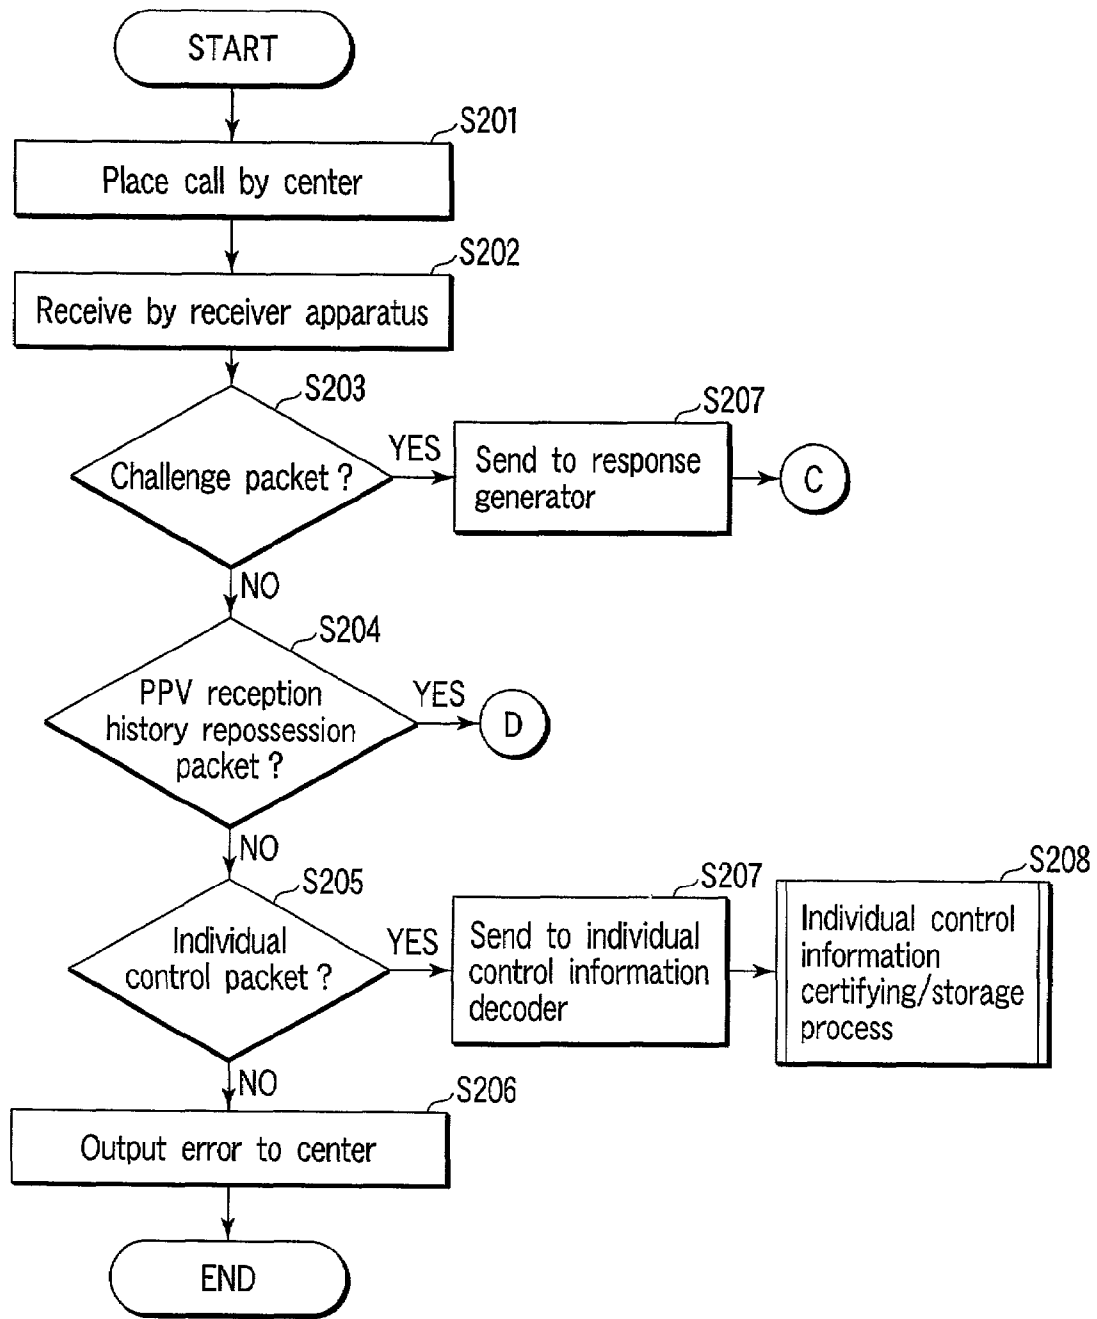 START
S201
Place call by center
S202
Receive by receiver apparatus
S203
Challenge packet ?
YES
S207
Send to response
generator
C
NO
S204
PPV reception
history repossession
packet ?
YES
D
NO
S205
Individual
control packet ?
YES
S207
Send to individual
control information
decoder
S208
Individual control
information
certifying/storage
process
NO
S206
Output error to center
END